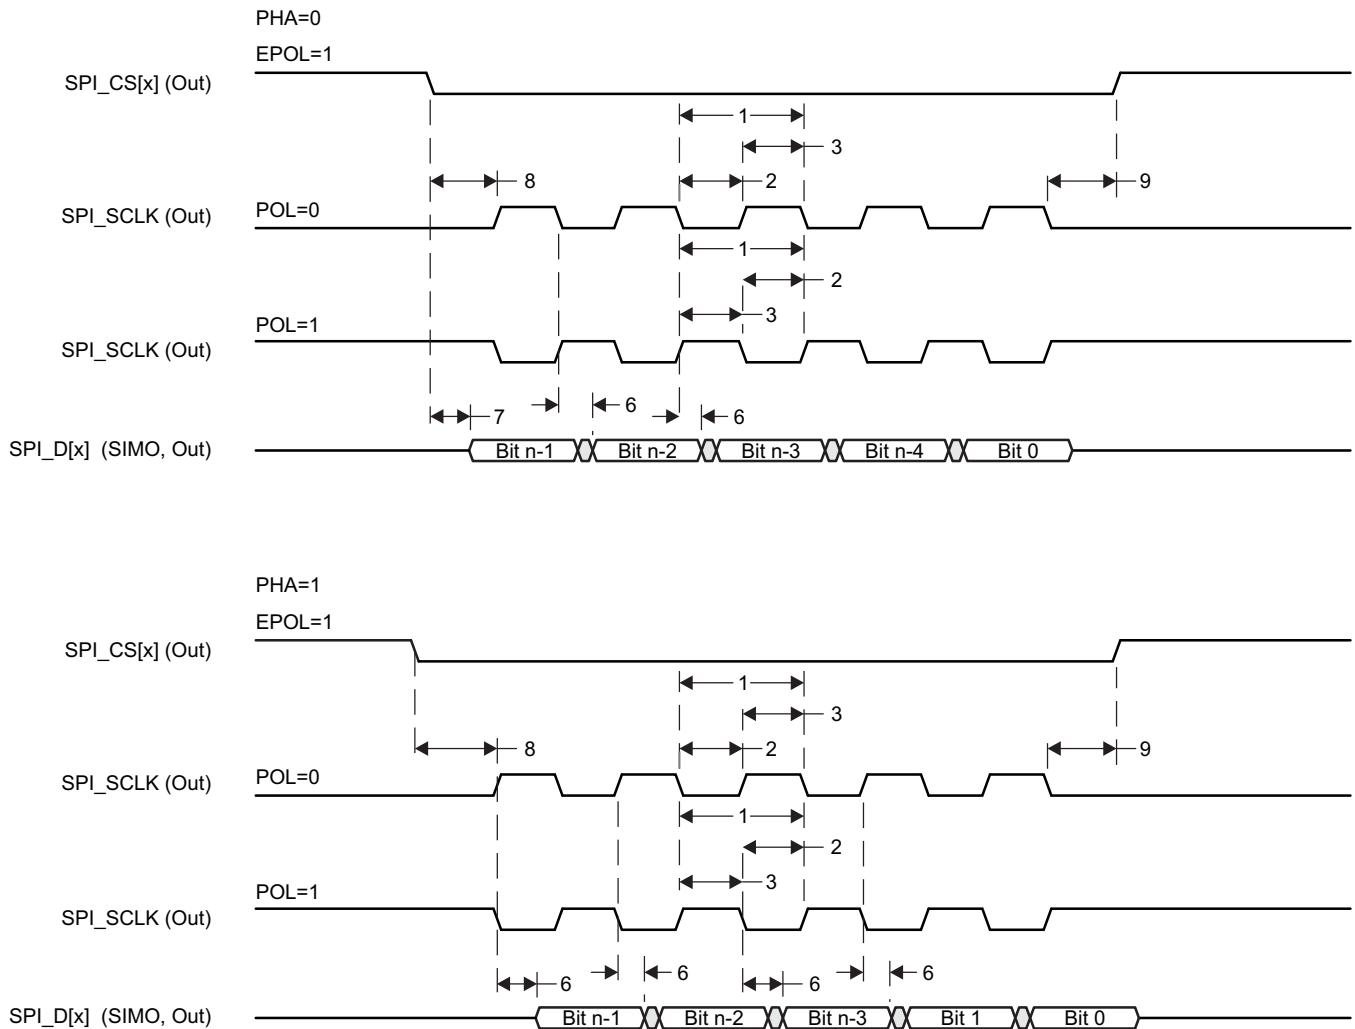 PHA=0
EPOL=1
SPI_CS[x] (Out)
1
3
8
2
9
SPI_SCLK (Out)
POL=0
1
2
3
POL=1
SPI_SCLK (Out)
7
6
6
SPI_D[x] (SIMO, Out)
Bit n-1
Bit n-2
Bit n-3
Bit n-4
Bit 0
PHA=1
EPOL=1
SPI_CS[x] (Out)
1
3
8
2
9
SPI_SCLK (Out)
POL=0
1
2
3
POL=1
SPI_SCLK (Out)
6
6
6
6
SPI_D[x] (SIMO, Out)
Bit n-1
Bit n-2
Bit n-3
Bit 1
Bit 0